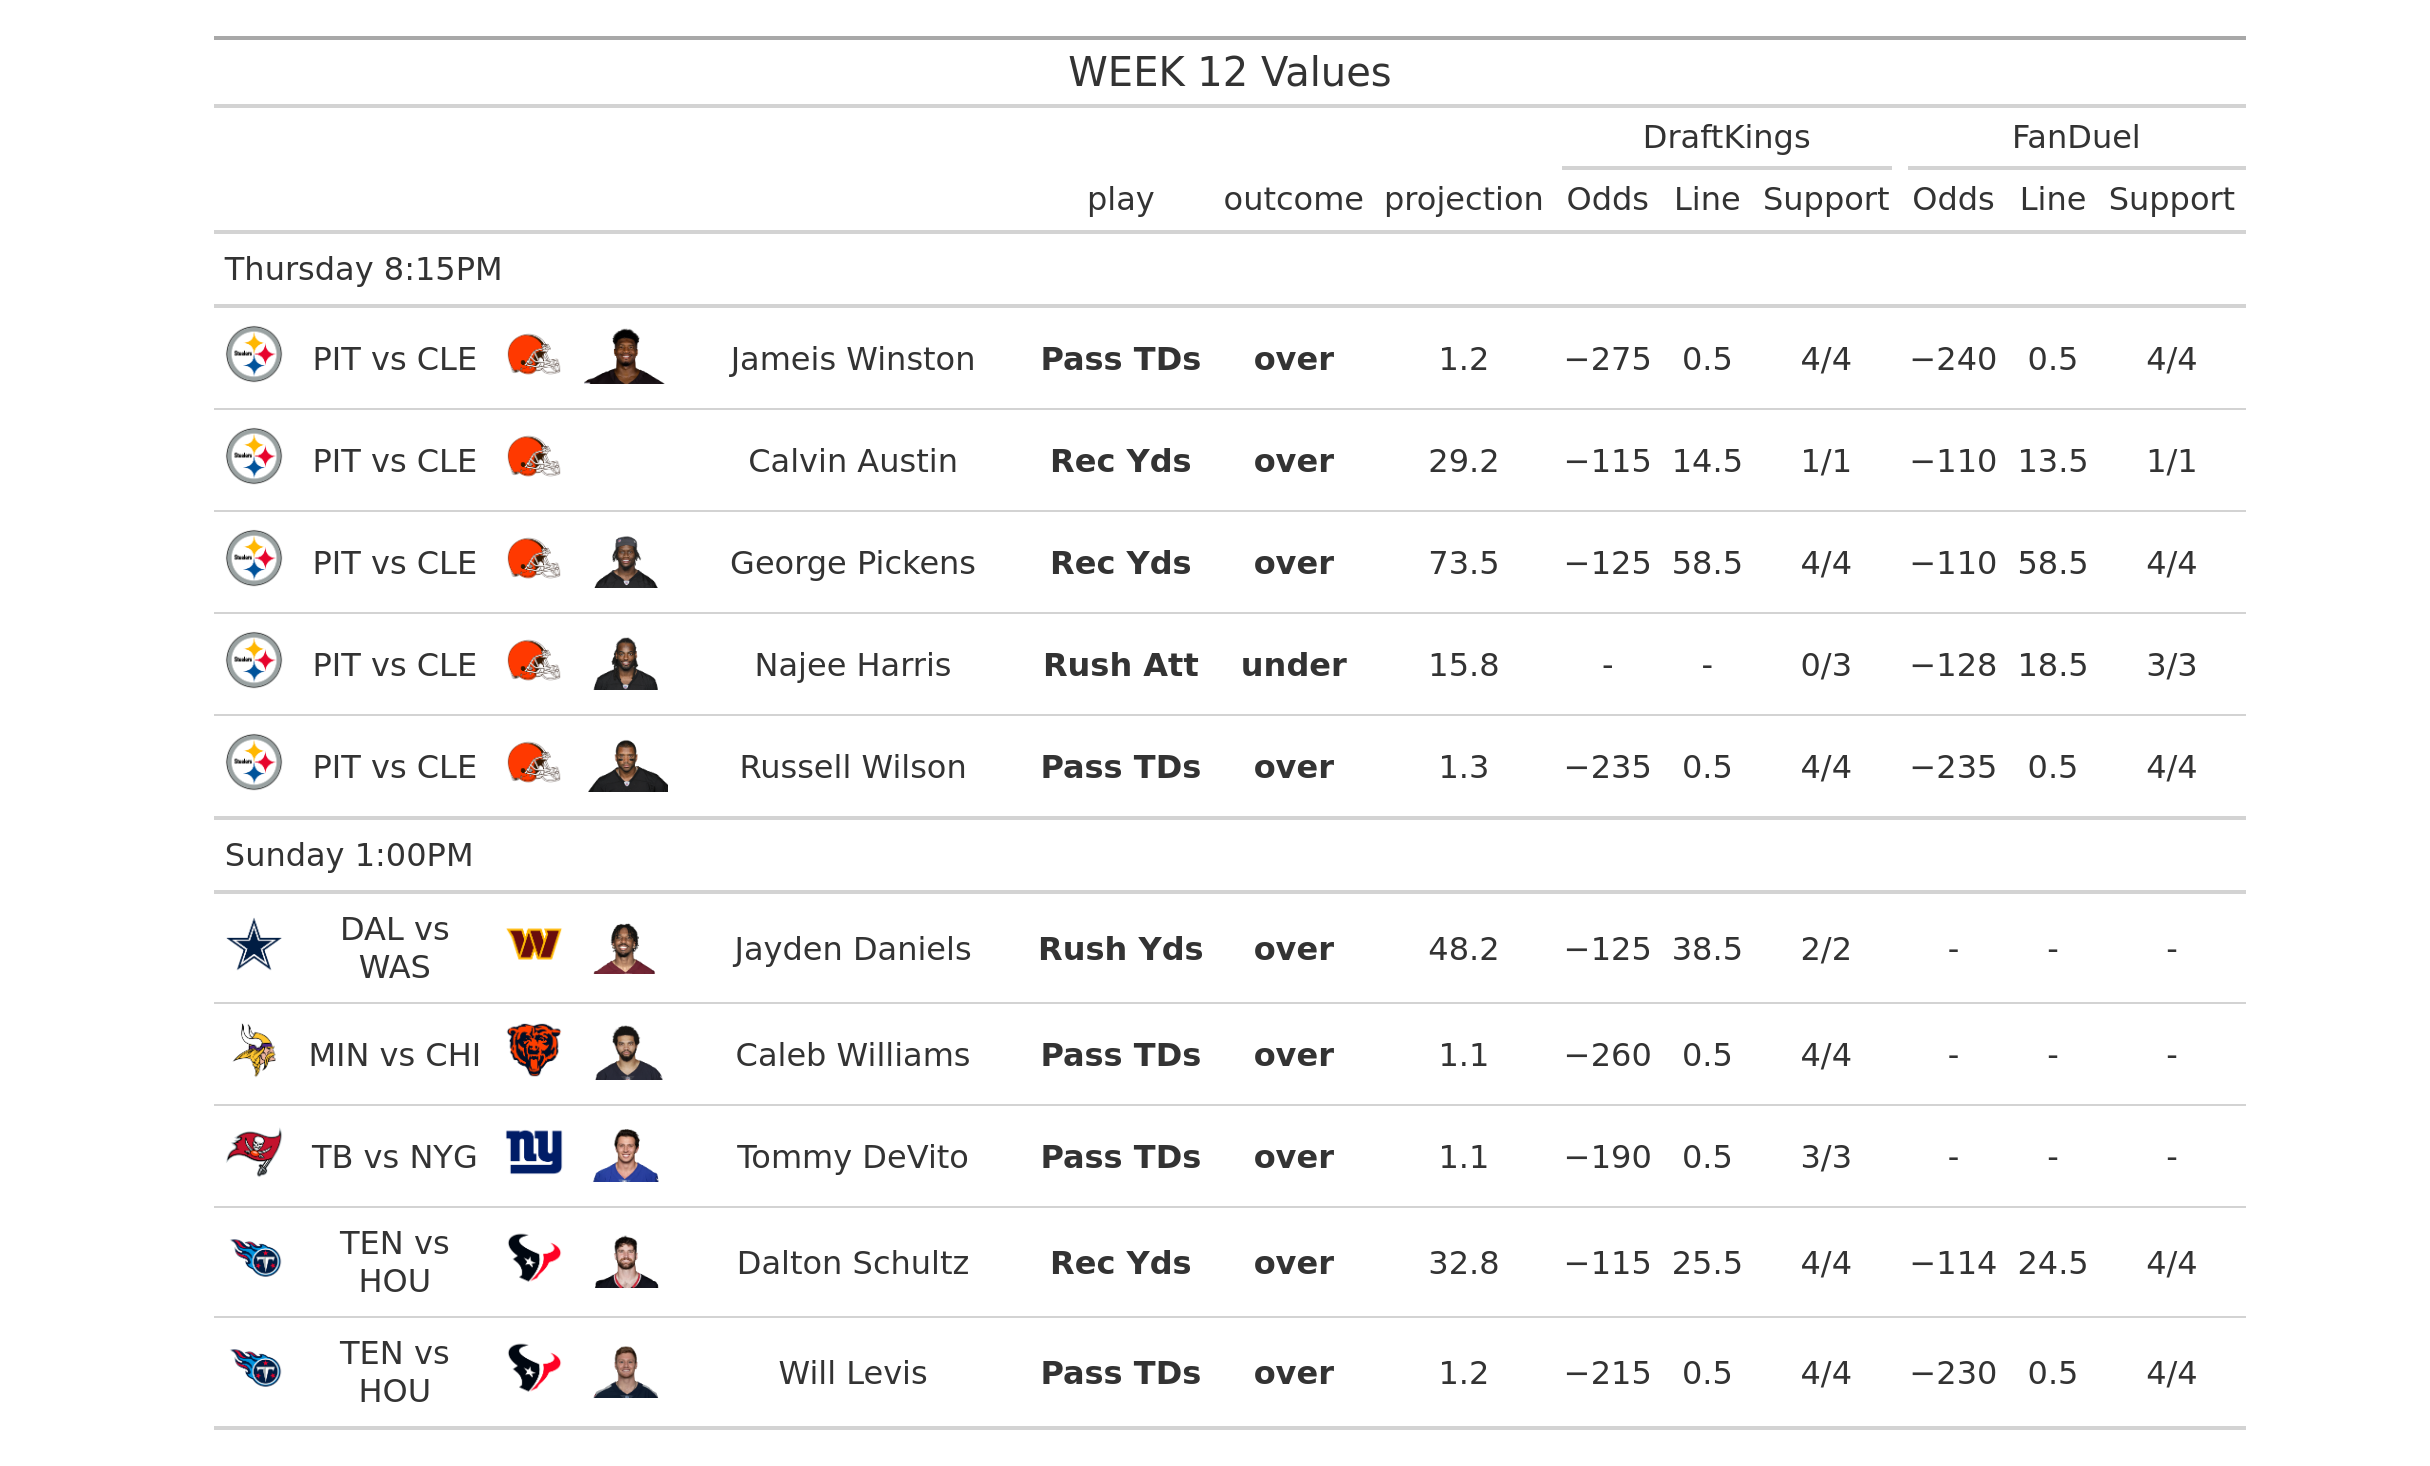 WEEK 12 Values
DraftKings FanDuel
play outcome projection Odds Line Support Odds Line Support
Thursday 8:15PM
Steelers PIT vs CLE Jameis Winston Pass TDs over 1.2 −275 0.5 4/4 −240 0.5 4/4
Steelers PIT vs CLE Calvin Austin Rec Yds over 29.2 −115 14.5 1/1 −110 13.5 1/1
Steelers PIT vs CLE George Pickens Rec Yds over 73.5 −125 58.5 4/4 −110 58.5 4/4
Steelers PIT vs CLE Najee Harris Rush Att under 15.8 - - 0/3 −128 18.5 3/3
Steelers PIT vs CLE Russell Wilson Pass TDs over 1.3 −235 0.5 4/4 −235 0.5 4/4
Sunday 1:00PM
DAL vs
WAS W Jayden Daniels Rush Yds over 48.2 −125 38.5 2/2 - - -
MIN vs CHI Caleb Williams Pass TDs over 1.1 −260 0.5 4/4 - - -
TB vs NYG ny Tommy DeVito Pass TDs over 1.1 −190 0.5 3/3 - - -
T TEN vs
HOU Dalton Schultz Rec Yds over 32.8 −115 25.5 4/4 −114 24.5 4/4
T TEN vs
HOU Will Levis Pass TDs over 1.2 −215 0.5 4/4 −230 0.5 4/4